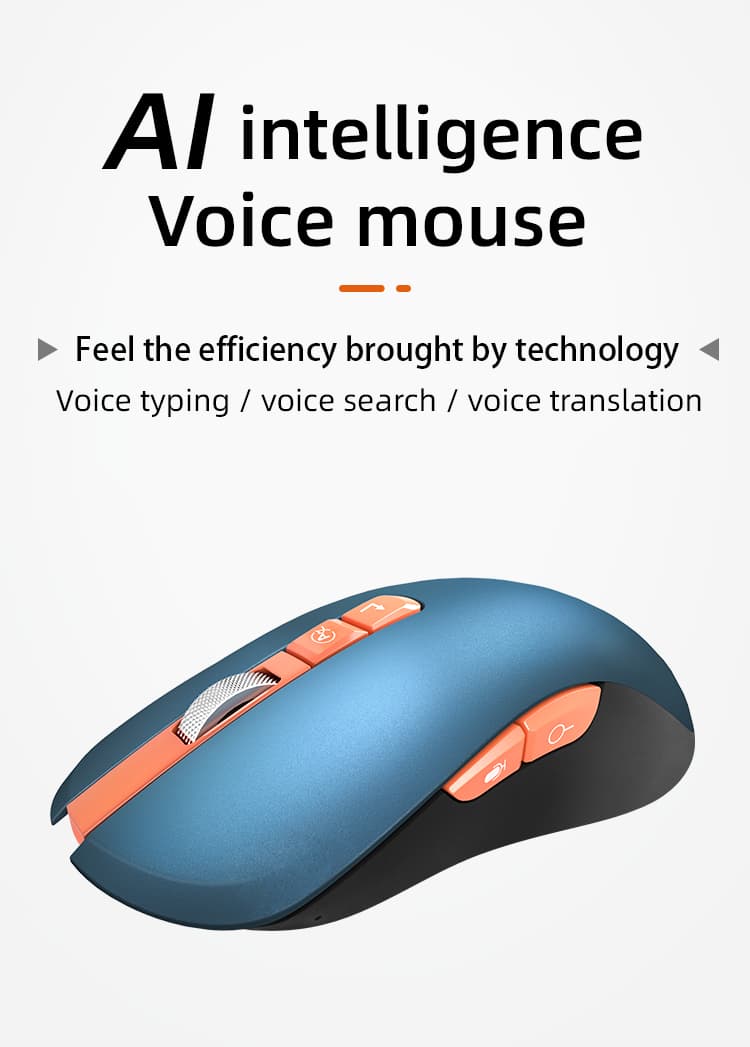 AI intelligence
Voice mouse
Feel the efficiency brought by technology
Voice typing / voice search / voice translation